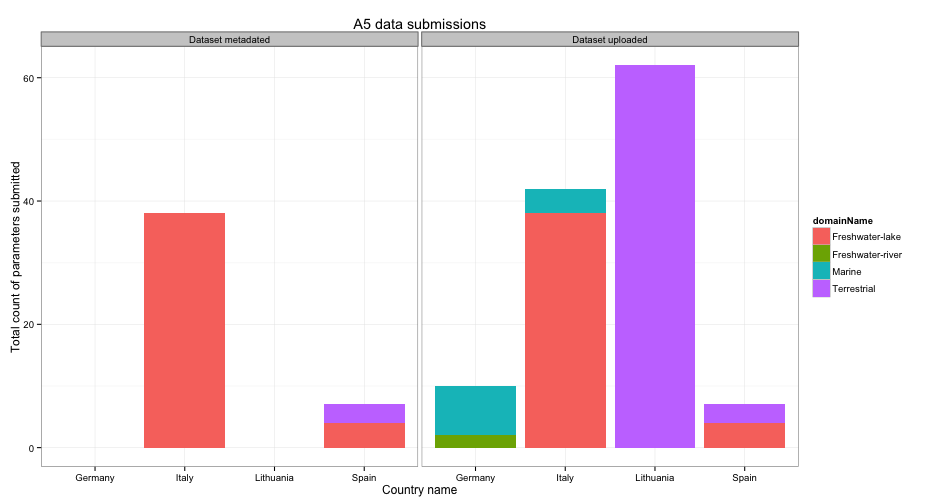 A5 data submissions
Dataset metadated
Dataset uploaded
Total count of parameters submitted
60
40
20
0
Germany Italy Lithuania Spain
Germany Italy Lithuania Spain
Country name
domainName
Freshwater-lake
Freshwater-river
Marine
Terrestrial